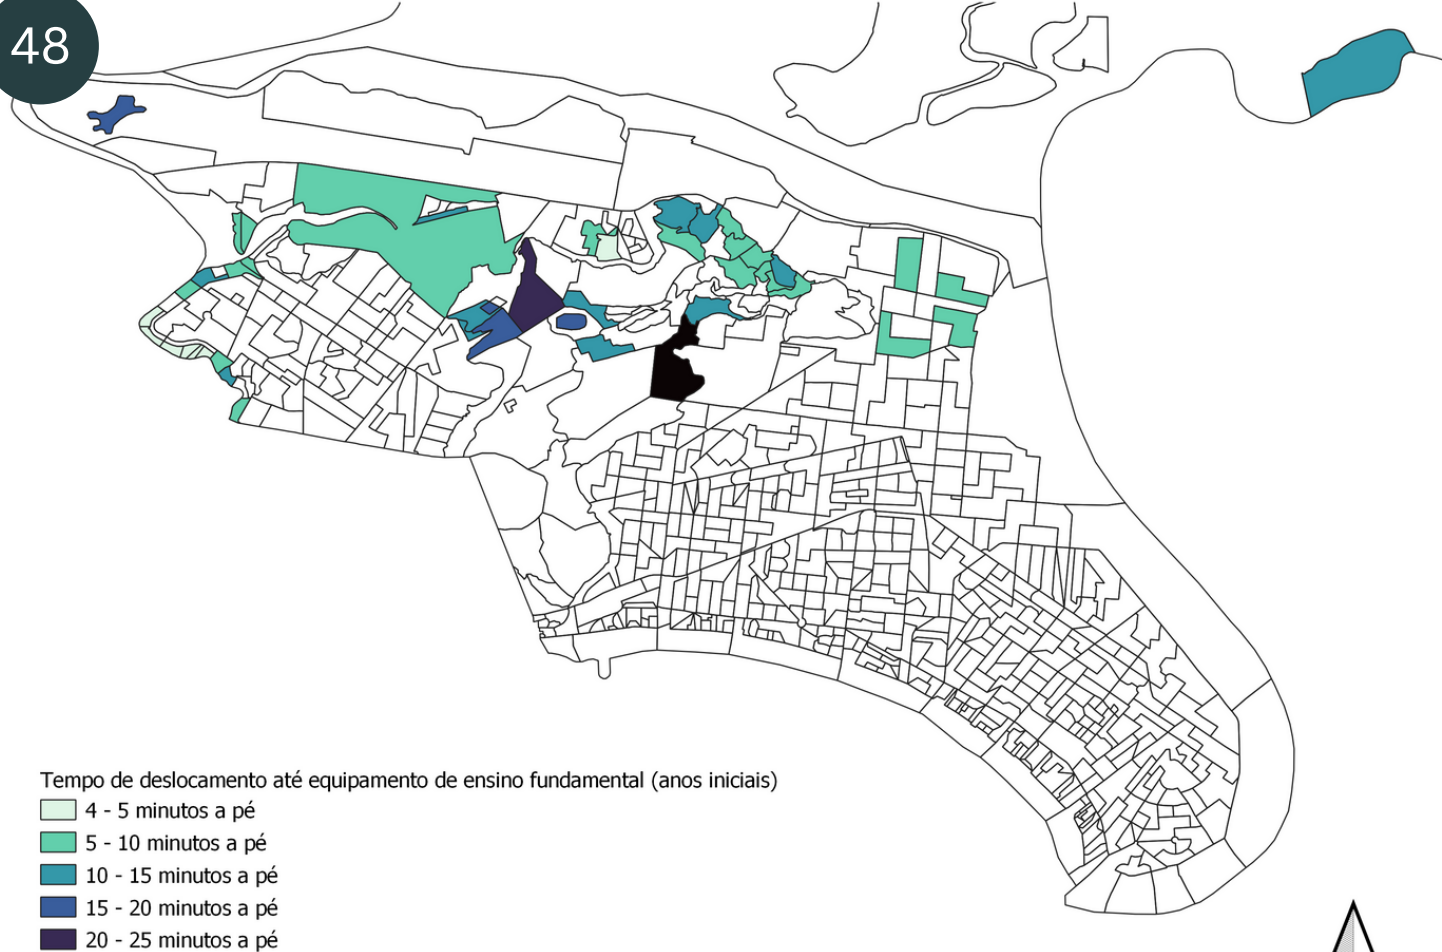 48
Tempo de deslocamento até equipamento de ensino fundamental (anos iniciais)
4 - 5 minutos a pé
5 - 10 minutos a pé
10 - 15 minutos a pé
15 - 20 minutos a pé
20 - 25 minutos a pé